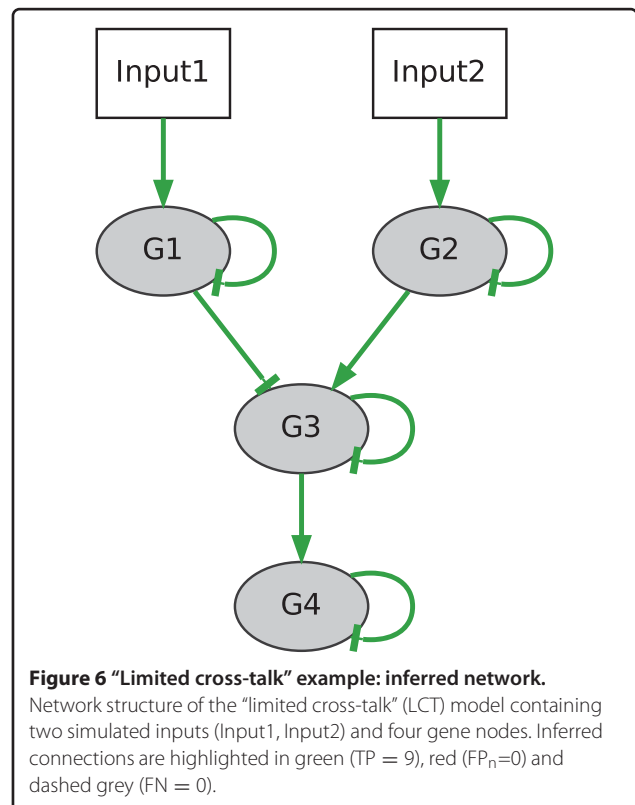 Input1 Input2
G1 G2
G3
G4
Figure 6 “Limited cross-talk” example: inferred network.
Network structure of the “limited cross-talk” (LCT) model containing
two simulated inputs (Input1, Input2) and four gene nodes. Inferred
connections are highlighted in green (TP = 9), red (FPn=0) and
dashed grey (FN = 0).